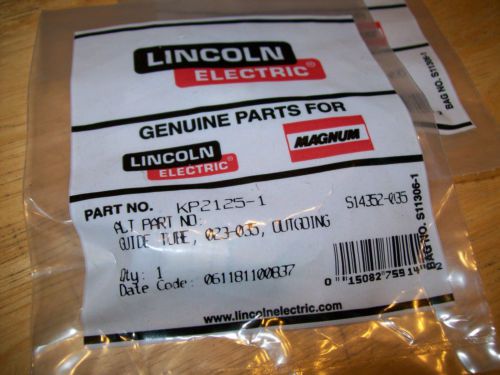 LINCOLN
ELECTRIC
GENUINE PARTS FOR
LINCOLN
ELECTRIC
MAGNUM
PART NO. KP2125-1 S14352-035
ALT PART NO:
GUIDE TUBE, 023-035, OUTGOING
Qty: 1
Date Code: 061181100837
0 15082 75914 2
www.lincolnelectric.com
BAG NO. S11306-1
BAG NO. S11306-1